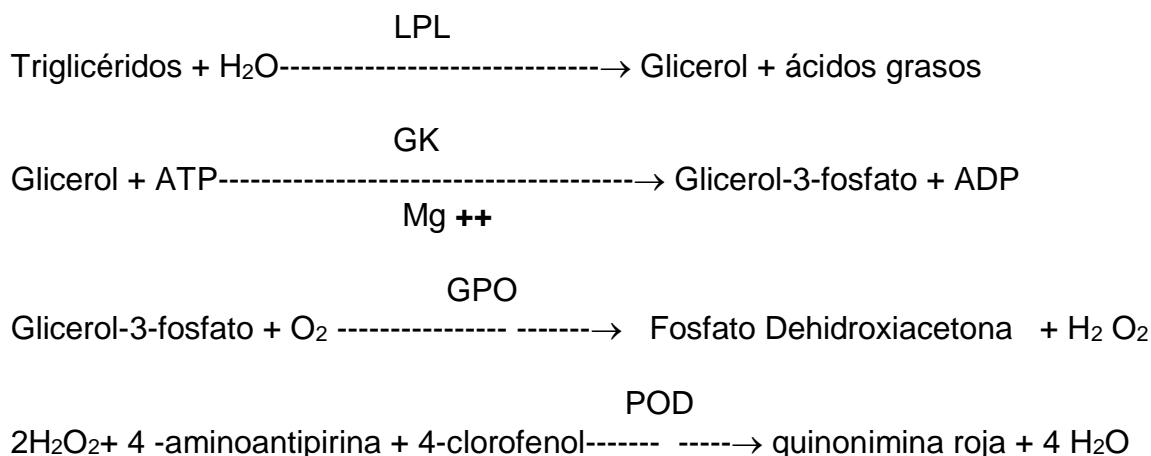 LPL
Triglicéridos + H₂O------------------------------→ Glicerol + ácidos grasos
GK
Glicerol + ATP---------------------------------------→ Glicerol-3-fosfato + ADP
Mg ++
GPO
Glicerol-3-fosfato + O₂ ---------------- -------→ Fosfato Dehidroxiacetona + H₂ O₂
POD
2H₂O₂+ 4 -aminoantipirina + 4-clorofenol------- -----→ quinonimina roja + 4 H₂O